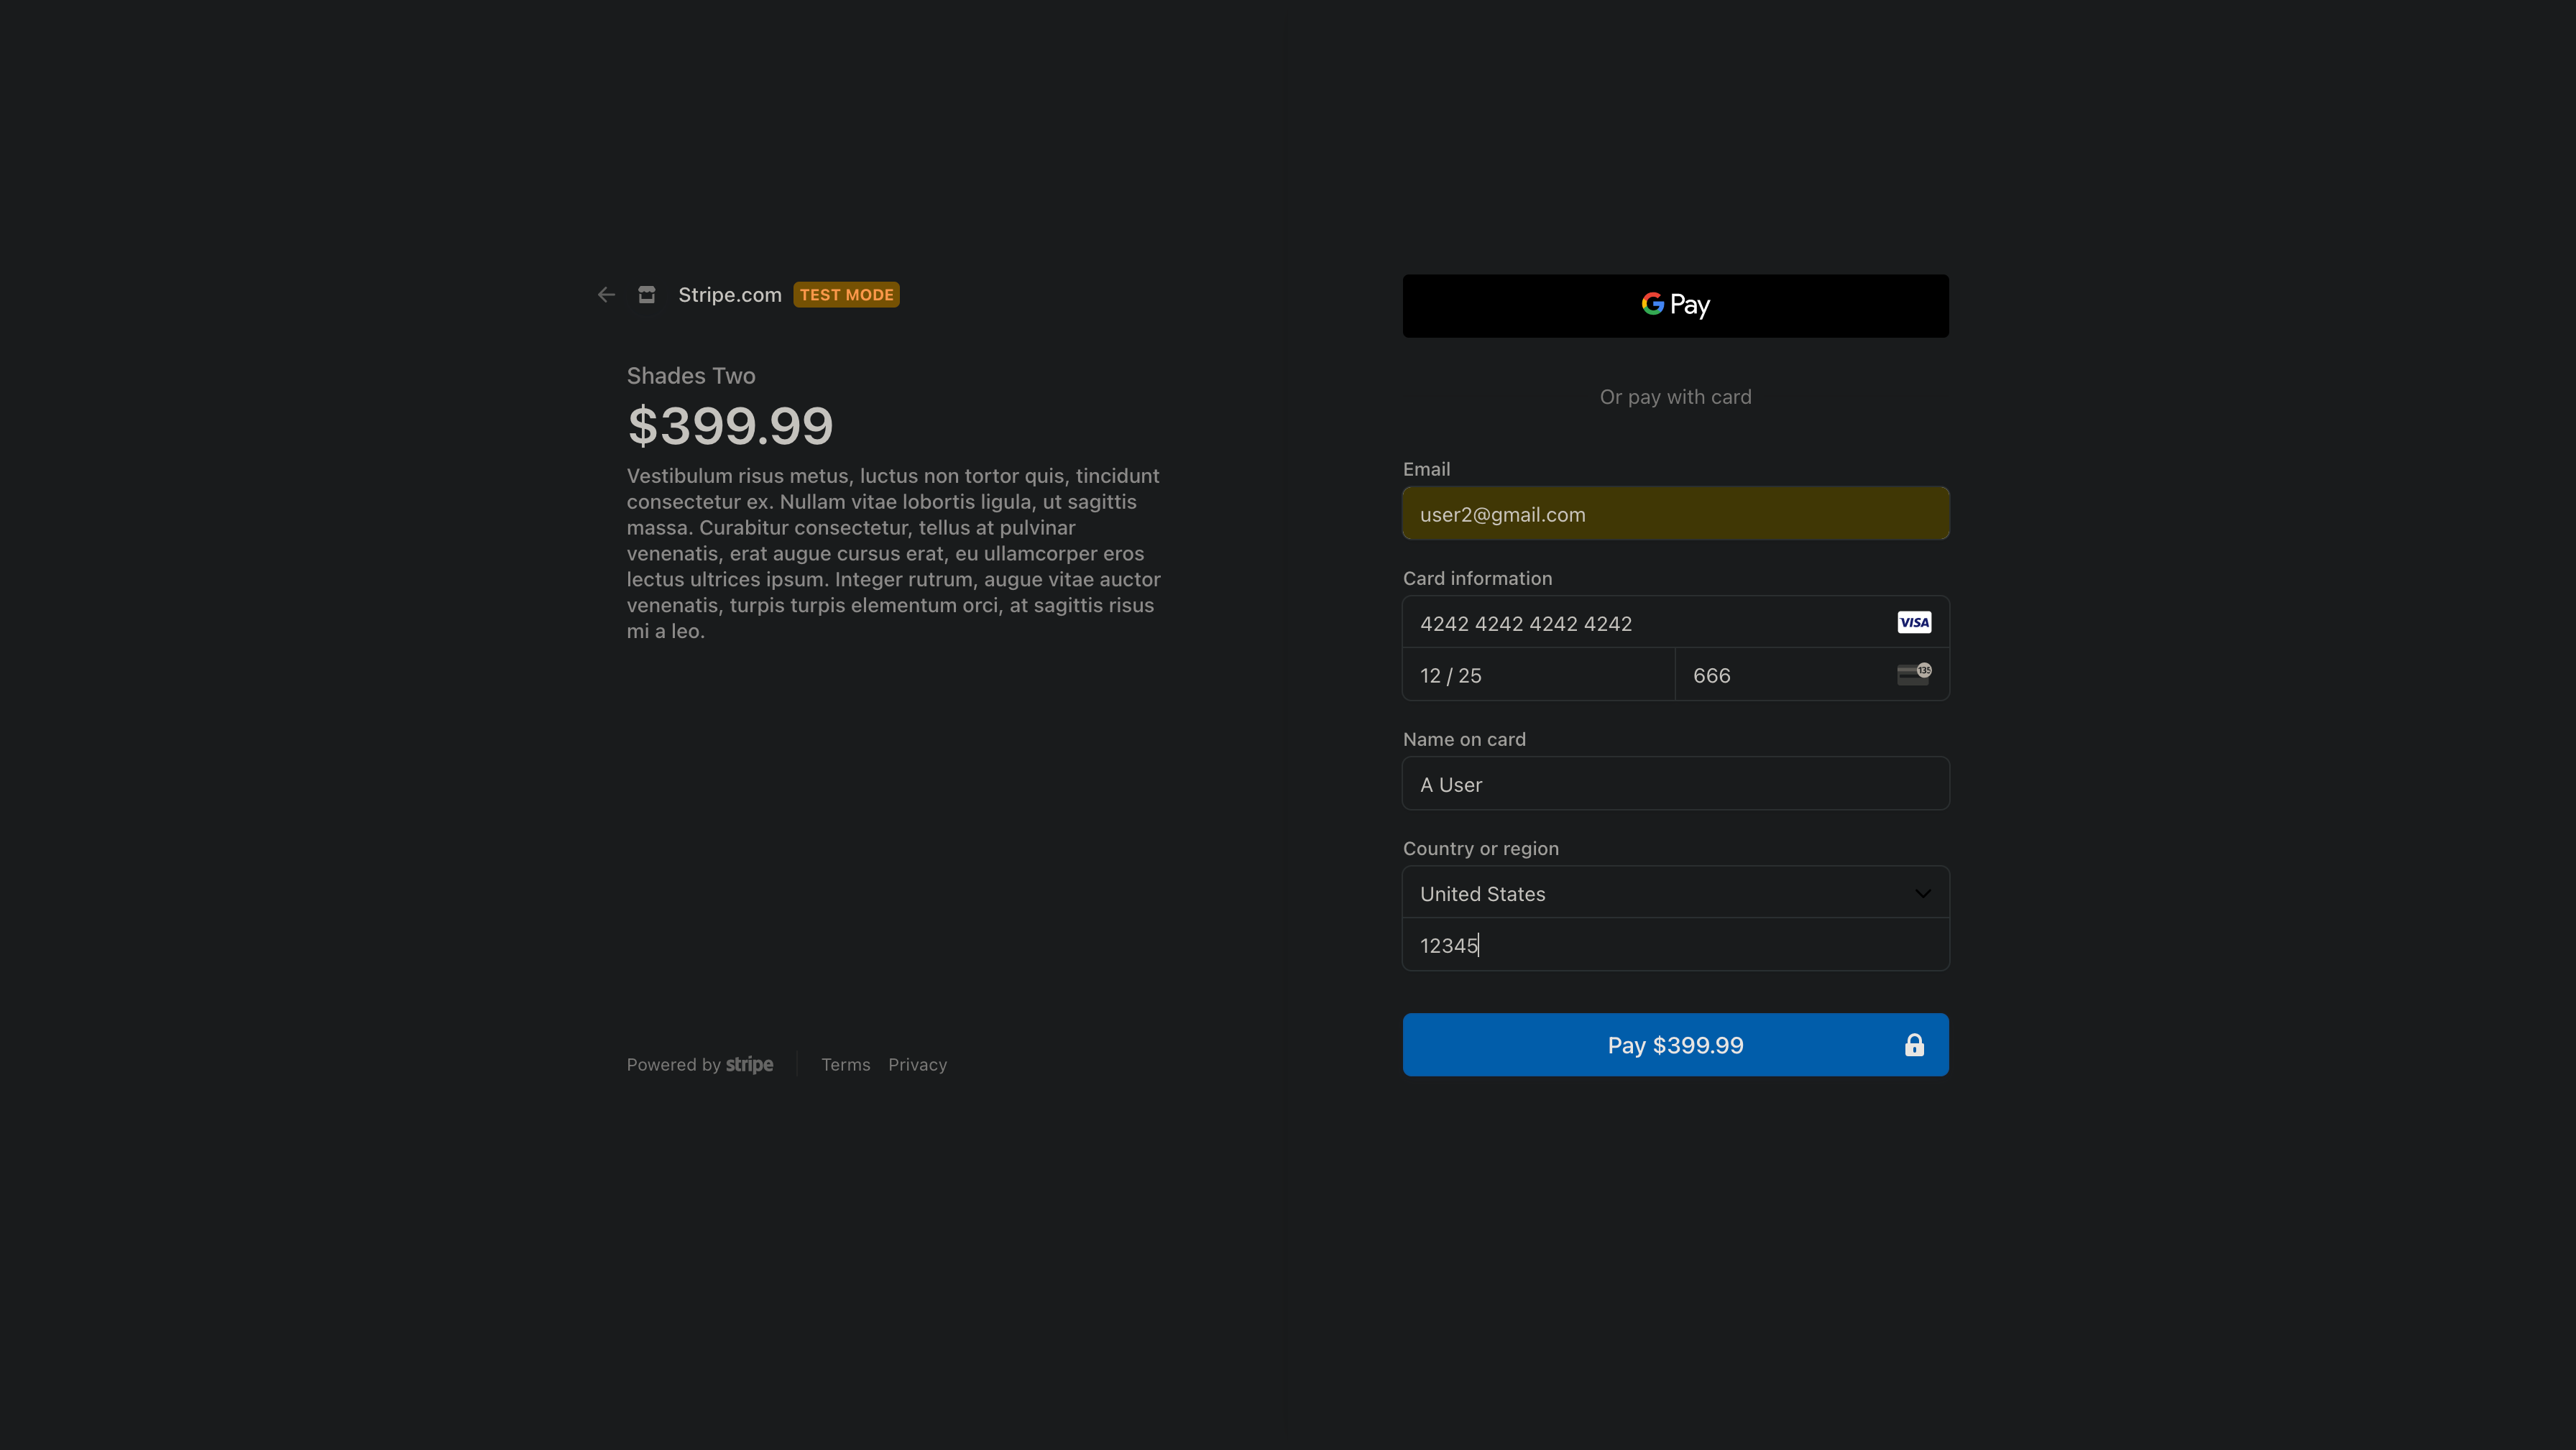 Stripe.com TEST MODE
Shades Two
$399.99
Vestibulum risus metus, luctus non tortor quis, tincidunt
consectetur ex. Nullam vitae lobortis ligula, ut sagittis
massa. Curabitur consectetur, tellus at pulvinar
venenatis, erat augue cursus erat, eu ullamcorper eros
lectus ultrices ipsum. Integer rutrum, augue vitae auctor
venenatis, turpis turpis elementum orci, at sagittis risus
mi a leo.
Powered by stripe
Terms Privacy
G Pay
Or pay with card
Email
user2@gmail.com
Card information
4242 4242 4242 4242 VISA
12 / 25 666 135
Name on card
A User
Country or region
United States
12345
Pay $399.99